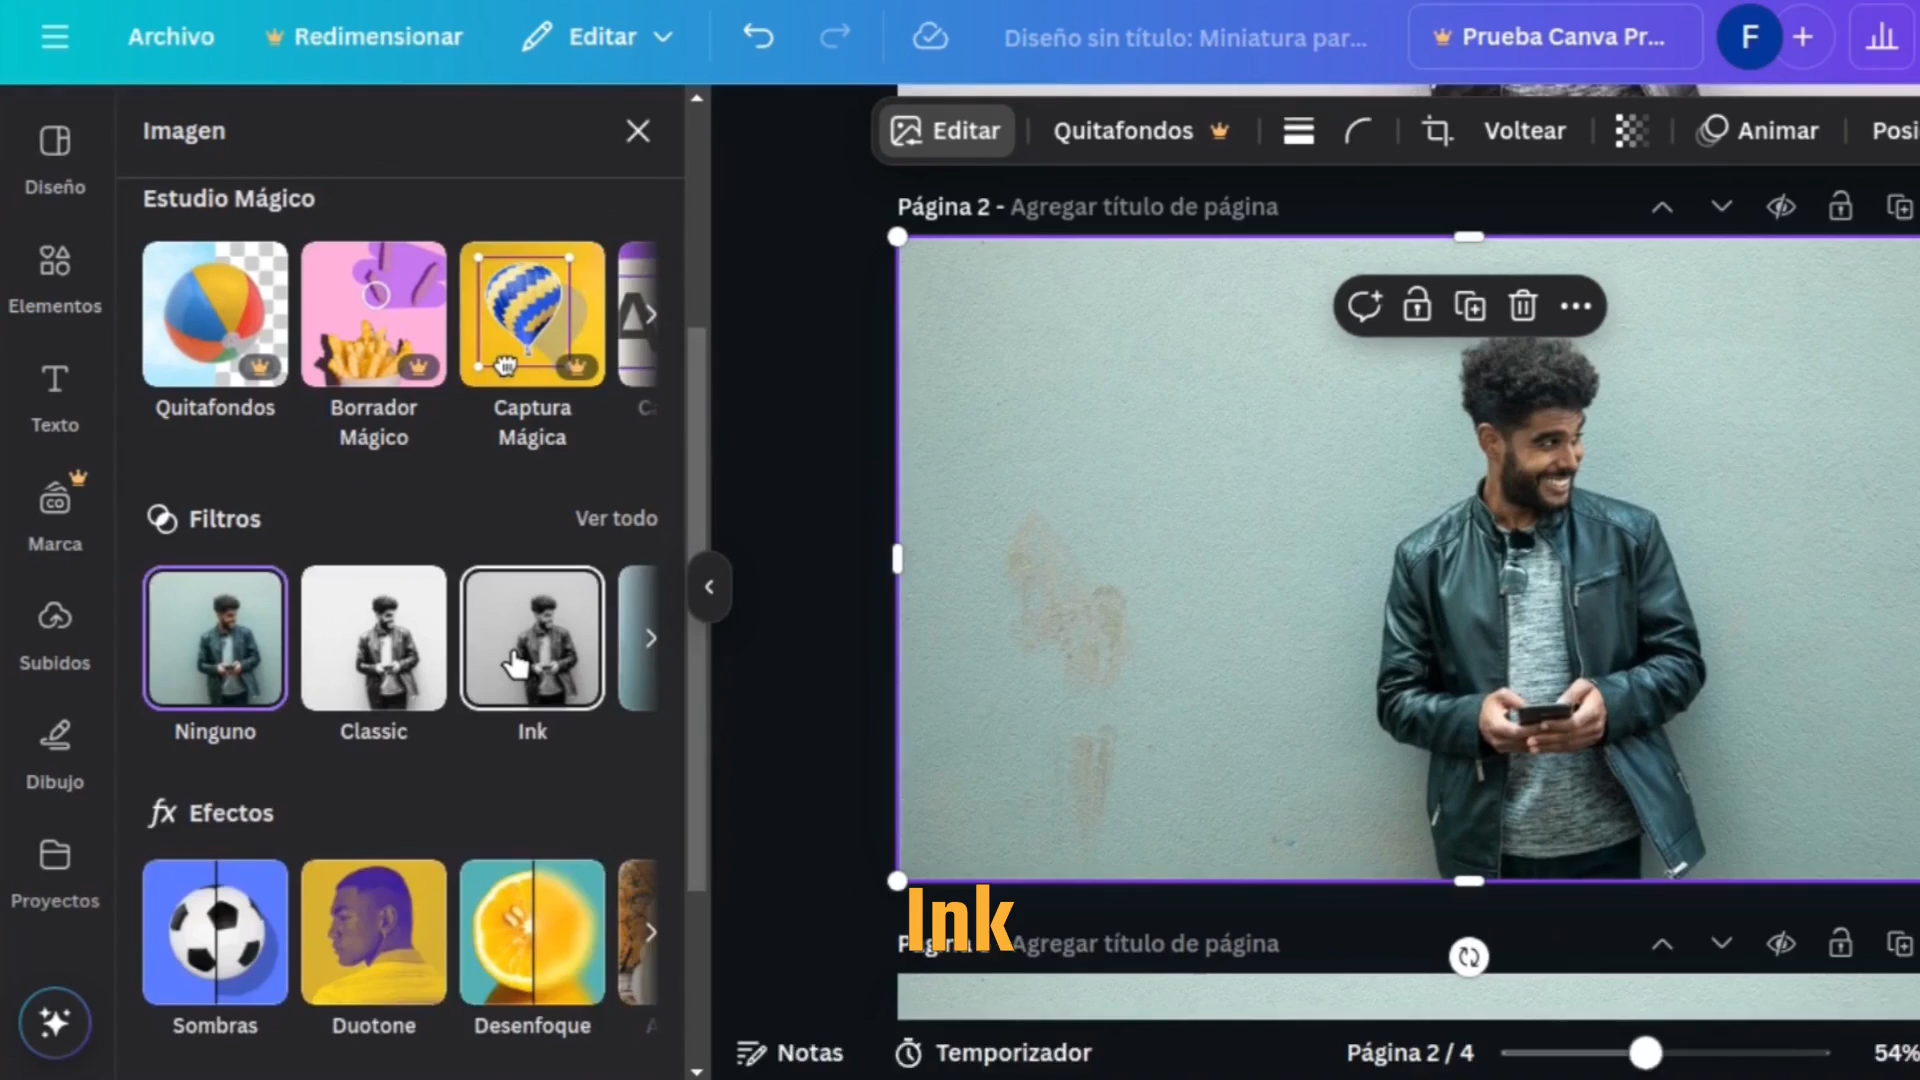 Archivo
Redimensionar
Editar
Diseño sin título: Miniatura par...
Prueba Canva Pr...
F
Diseño
Elementos
Texto
Marca
Subidos
Dibujo
Proyectos
Imagen
Estudio Mágico
Quitafondos
Borrador
Mágico
Captura
Mágica
Filtros
Ver todo
Ninguno
Classic
Ink
fx Efectos
Sombras
Duotone
Desenfoque
Editar
Quitafondos
Voltear
Animar
Posi
Página 2 - Agregar título de página
Ink
Agregar título de página
Notas
Temporizador
Página 2 / 4
54%